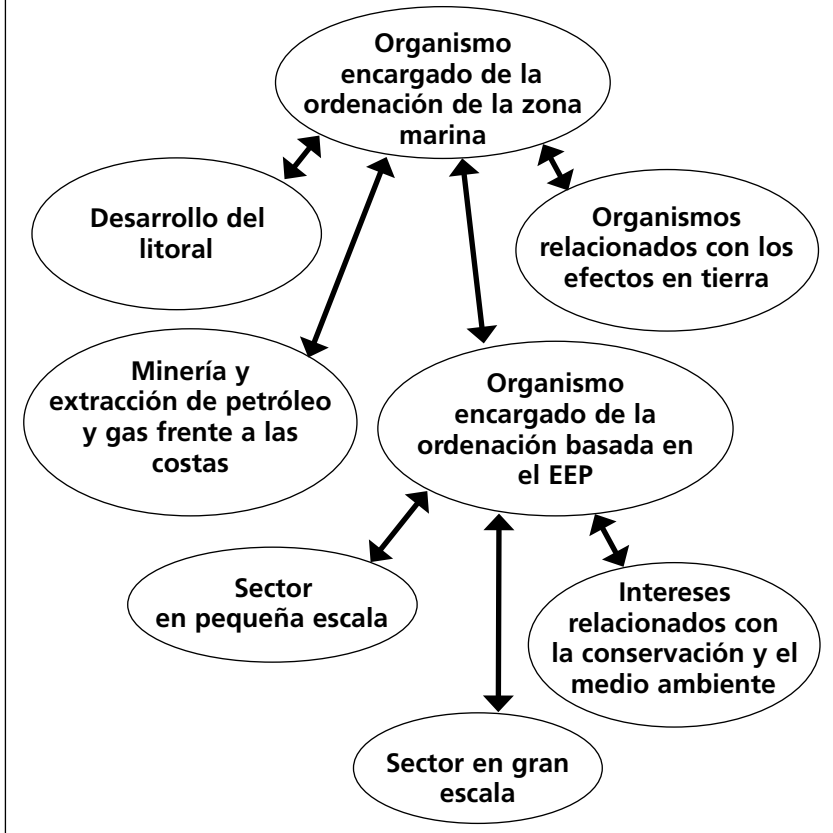 Organismo
encargado de la
ordenación de la zona
marina
Desarrollo del
litoral
Organismos
relacionados con los
efectos en tierra
Minería y
extracción de petróleo
y gas frente a las
costas
Organismo
encargado de la
ordenación basada en
el EEP
Sector
en pequeña escala
Intereses
relacionados con
la conservación y el
medio ambiente
Sector en gran
escala